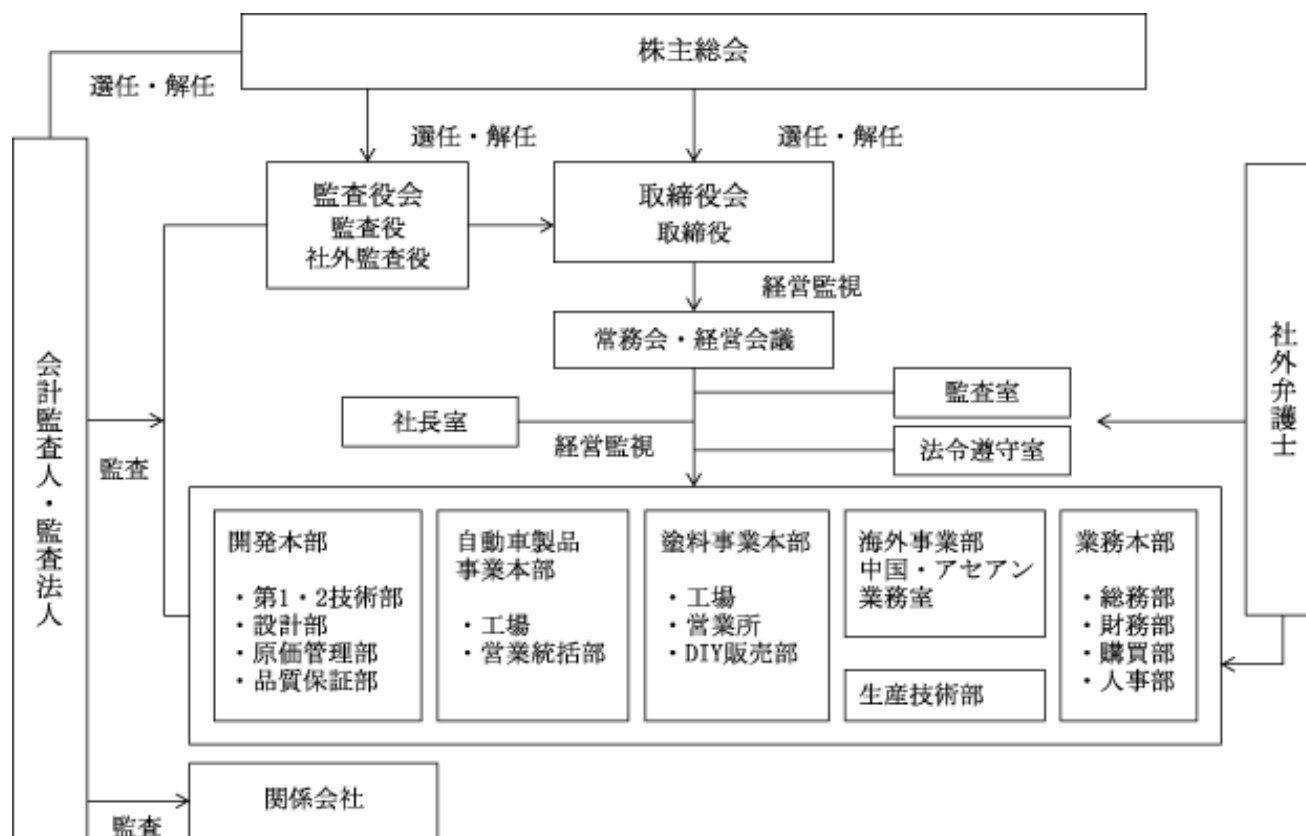 株主総会
選任・解任
選任・解任
選任・解任
監査役会
監査役
社外監査役
取締役会
取締役
経営監視
常務会・経営会議
監査室
社長室
経営監視
法令遵守室
会計監査人・監査法人
監査
社外弁護士
開発本部
・第1・2技術部
・設計部
・原価管理部
・品質保証部
自動車製品
事業本部
・工場
・営業統括部
塗料事業本部
・工場
・営業所
・DIY販売部
海外事業部
中国・アセアン
業務室
生産技術部
業務本部
・総務部
・財務部
・購買部
・人事部
関係会社
監査